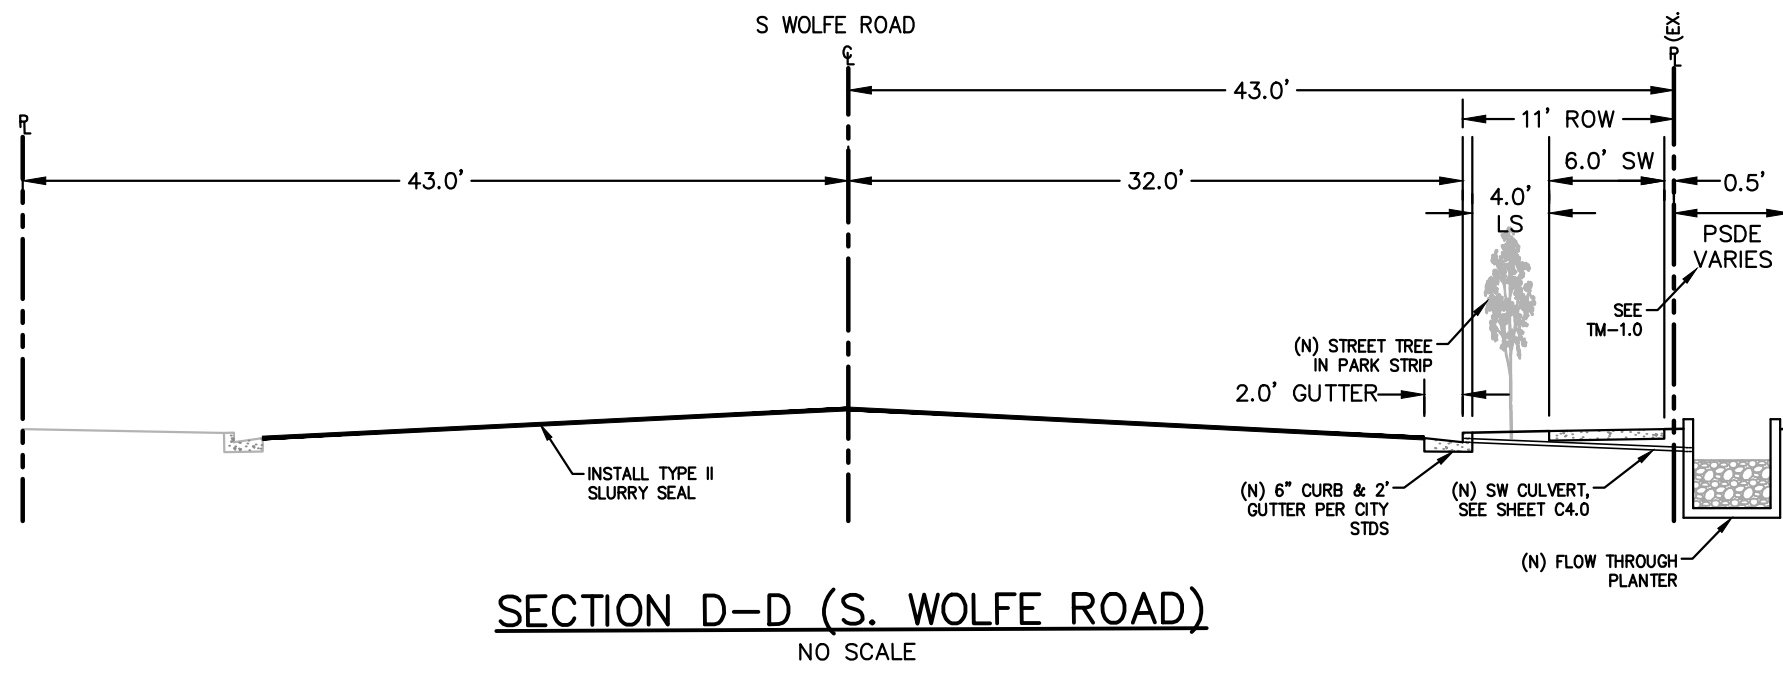 S WOLFE ROAD
CL
PL (EX.
43.0'
PL
11' ROW
6.0' SW
43.0'
32.0'
0.5'
4.0'
LS
PSDE
VARIES
SEE
TM-1.0
(N) STREET TREE
IN PARK STRIP
2.0' GUTTER
INSTALL TYPE II
SLURRY SEAL
(N) 6" CURB & 2'
GUTTER PER CITY
STDS
(N) SW CULVERT,
SEE SHEET C4.0
(N) FLOW THROUGH
PLANTER
SECTION D-D (S. WOLFE ROAD)
NO SCALE